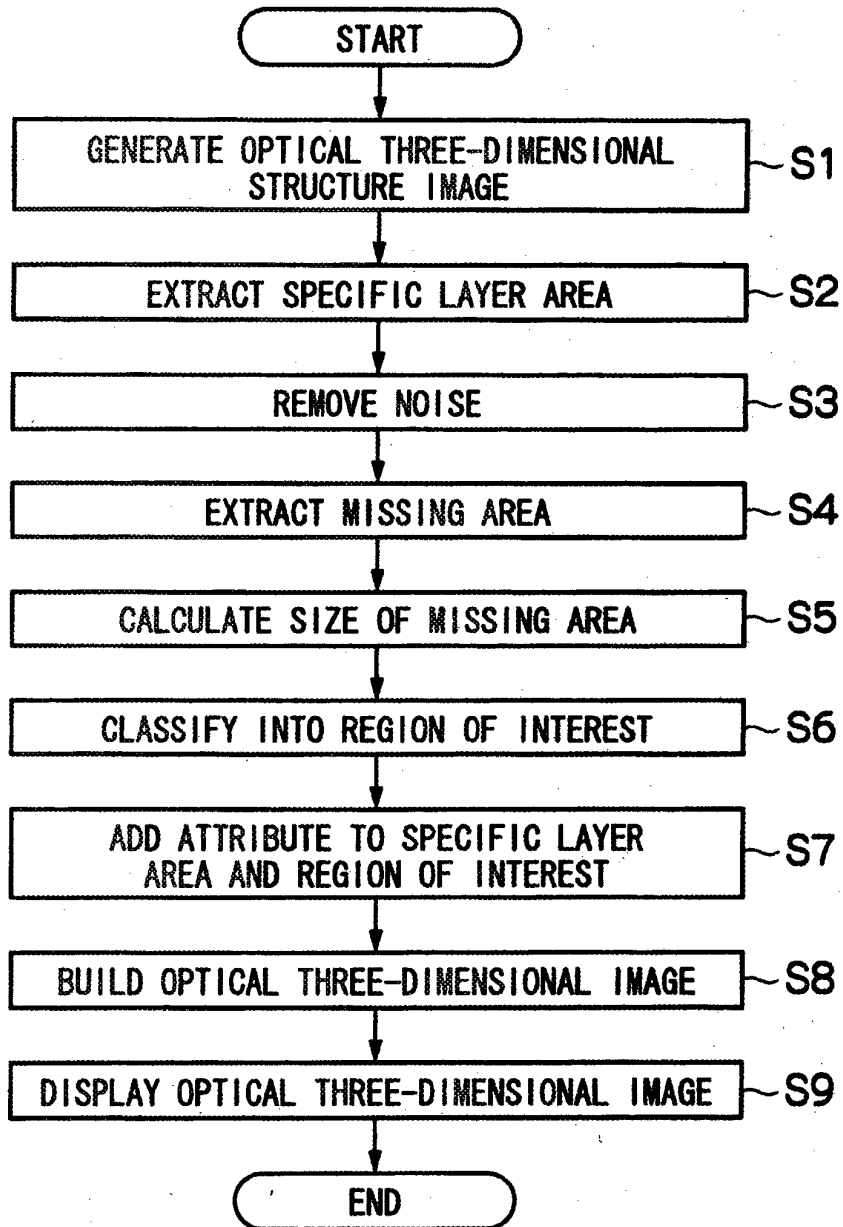 START
GENERATE OPTICAL THREE-DIMENSIONAL
STRUCTURE IMAGE
S1
EXTRACT SPECIFIC LAYER AREA
S2
REMOVE NOISE
S3
EXTRACT MISSING AREA
S4
CALCULATE SIZE OF MISSING AREA
S5
CLASSIFY INTO REGION OF INTEREST
S6
ADD ATTRIBUTE TO SPECIFIC LAYER
AREA AND REGION OF INTEREST
S7
BUILD OPTICAL THREE-DIMENSIONAL IMAGE
S8
DISPLAY OPTICAL THREE-DIMENSIONAL IMAGE
S9
END